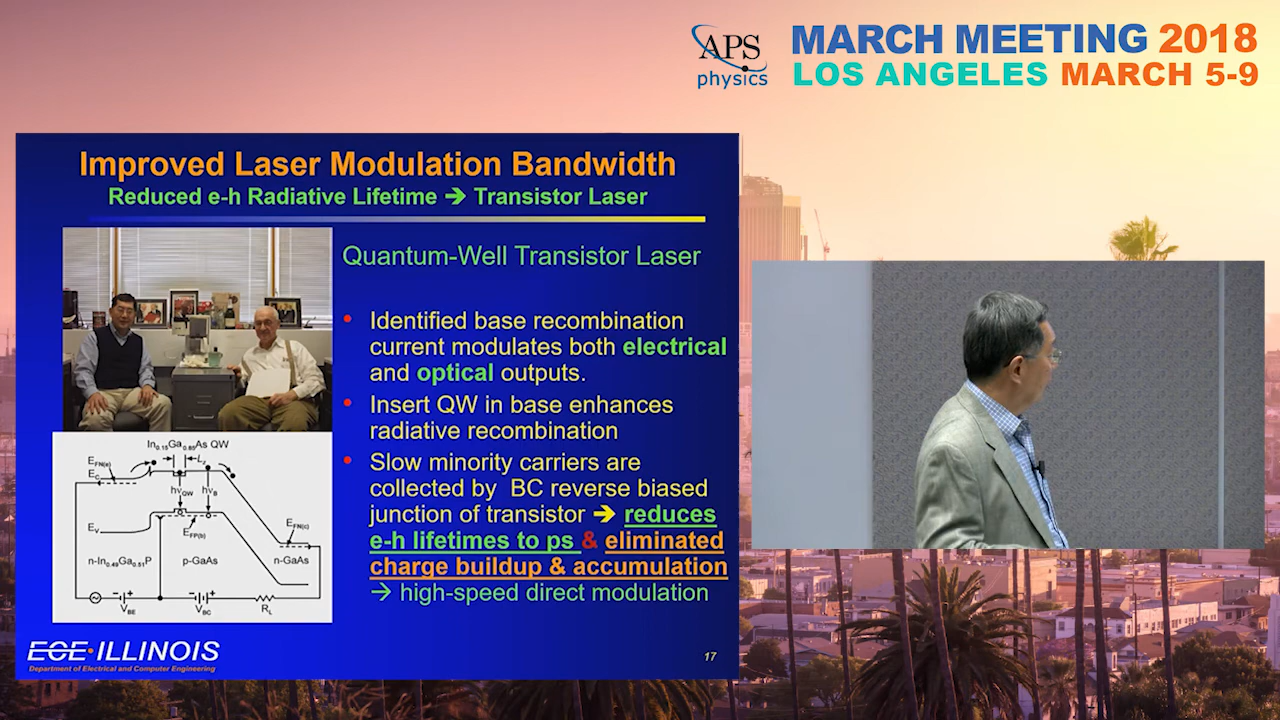 APS
physics
MARCH MEETING 2018
LOS ANGELES MARCH 5-9
Improved Laser Modulation Bandwidth
Reduced e-h Radiative Lifetime ➔ Transistor Laser
Quantum-Well Transistor Laser
• Identified base recombination
current modulates both electrical
and optical outputs.
• Insert QW in base enhances
radiative recombination
• Slow minority carriers are
collected by BC reverse biased
junction of transistor ➔ reduces
e-h lifetimes to ps & eliminated
charge buildup & accumulation
→ high-speed direct modulation
In0.15Ga0.85As QW
EFN(e)
EC
Lz
hνQW
hνB
EV
EFP(b)
EFN(c)
n-In0.49Ga0.51P
p-GaAs
n-GaAs
− +
− +
VBE
VBC
RL
ECE·ILLINOIS
Department of Electrical and Computer Engineering
17